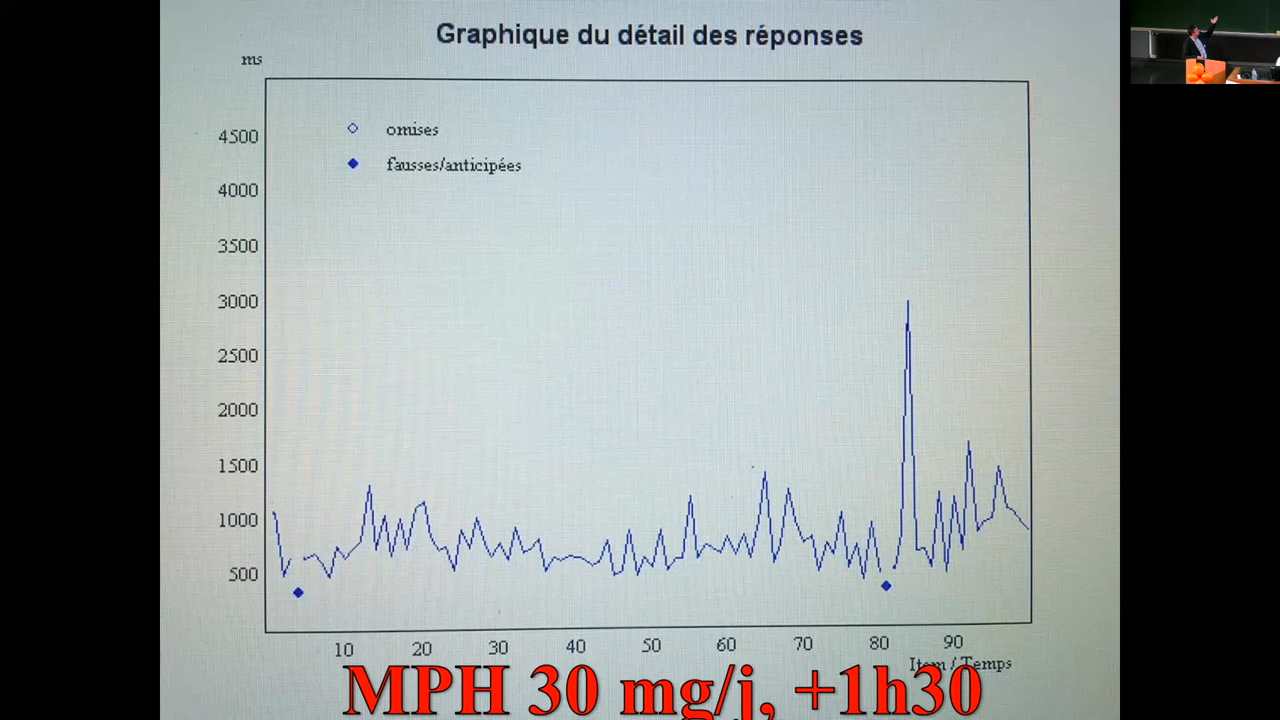 Graphique du détail des réponses
ms
omises
fausses/anticipées
4500
4000
3500
3000
2500
2000
1500
1000
500
10 20 30 40 50 60 70 80 90
Item / Temps
MPH 30 mg/j, +1h30